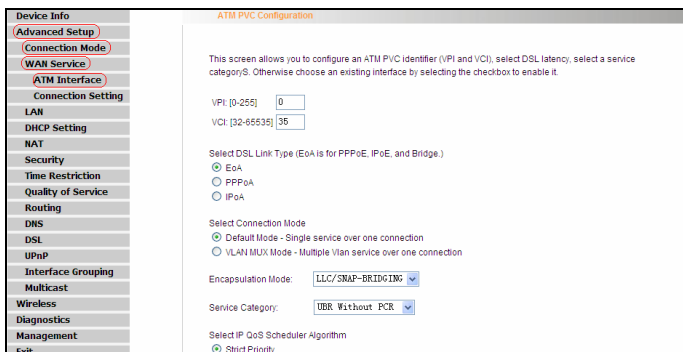 Device Info
Advanced Setup
Connection Mode
WAN Service
ATM Interface
Connection Setting
LAN
DHCP Setting
NAT
Security
Time Restriction
Quality of Service
Routing
DNS
DSL
UPnP
Interface Grouping
Multicast
Wireless
Diagnostics
Management
Exit
ATM PVC Configuration
This screen allows you to configure an ATM PVC identifier (VPI and VCI), select DSL latency, select a service
categoryS. Otherwise choose an existing interface by selecting the checkbox to enable it.
VPI: [0-255] 0
VCI: [32-65535] 35
Select DSL Link Type (EoA is for PPPoE, IPoE, and Bridge.)
EoA
PPPoA
IPoA
Select Connection Mode
Default Mode - Single service over one connection
VLAN MUX Mode - Multiple Vlan service over one connection
Encapsulation Mode: LLC/SNAP-BRIDGING
Service Category: UBR Without PCR
Select IP QoS Scheduler Algorithm
Strict Priority